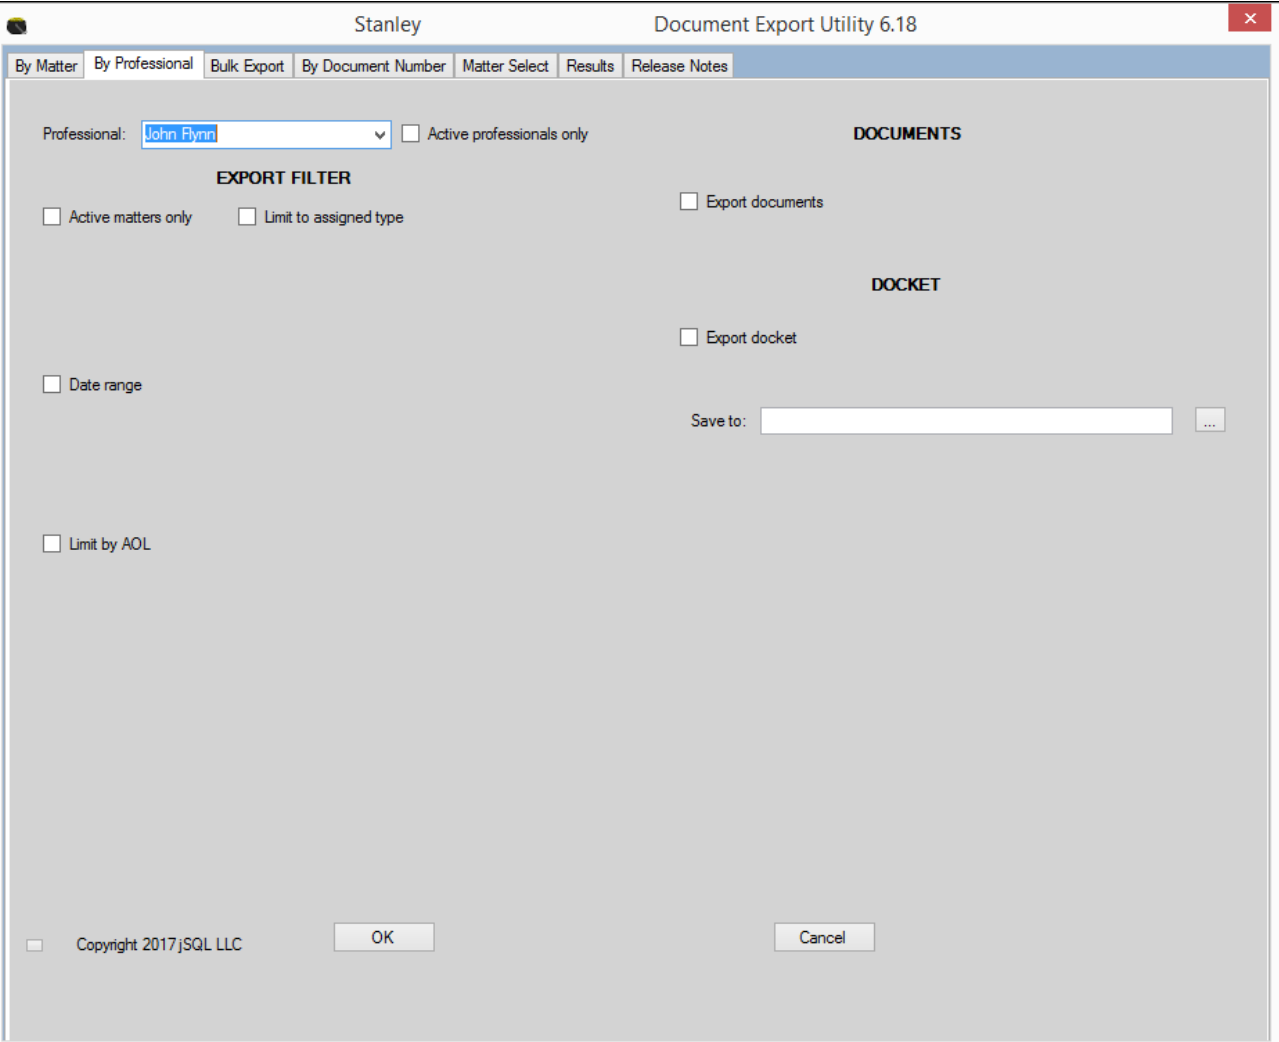 Stanley Document Export Utility 6.18
By Matter By Professional Bulk Export By Document Number Matter Select Results Release Notes
Professional: John Flynn Active professionals only DOCUMENTS
EXPORT FILTER
Export documents
Active matters only Limit to assigned type
DOCKET
Export docket
Date range
Save to: ...
Limit by AOL
Copyright 2017 jSQL LLC OK Cancel